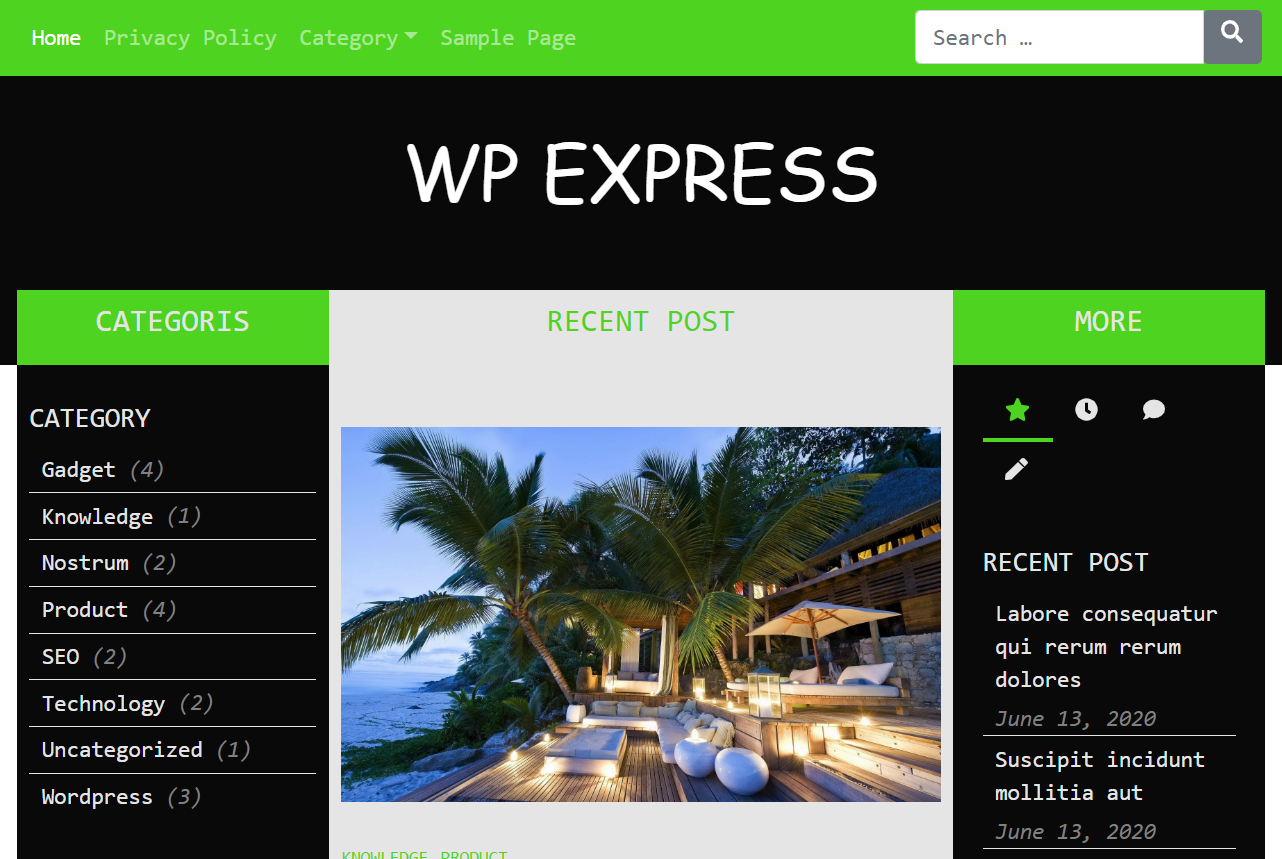 Home Privacy Policy Category Sample Page Search …
WP EXPRESS
CATEGORIS
RECENT POST
MORE
CATEGORY
Gadget (4)
Knowledge (1)
Nostrum (2)
Product (4)
SEO (2)
Technology (2)
Uncategorized (1)
Wordpress (3)
KNOWLEDGE PRODUCT
RECENT POST
Labore consequatur
qui rerum rerum
dolores
June 13, 2020
Suscipit incidunt
mollitia aut
June 13, 2020